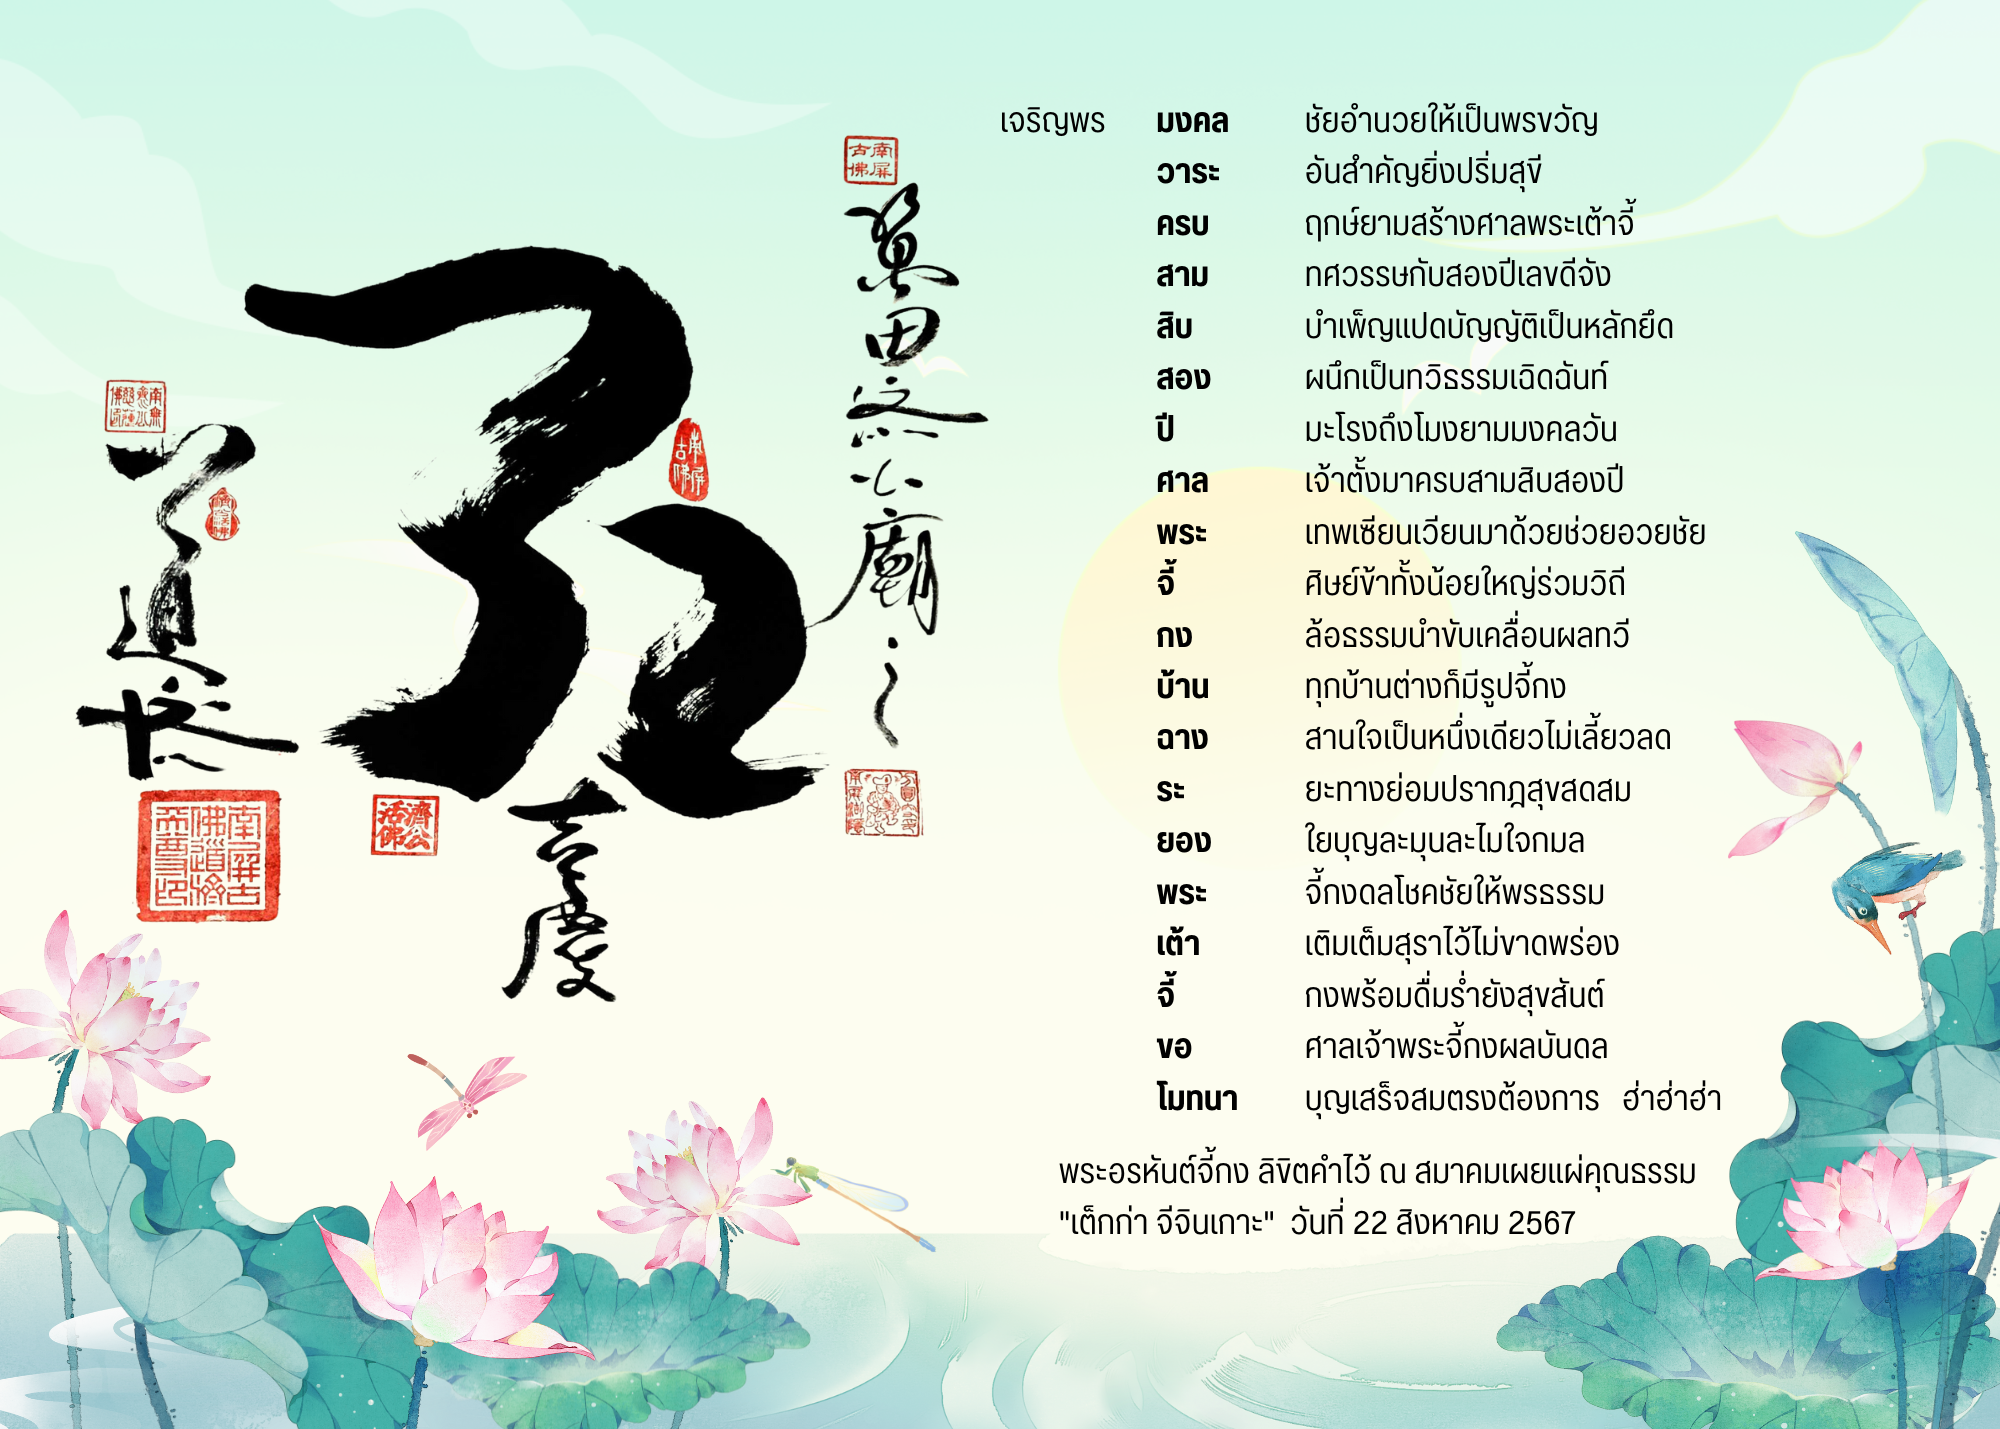 南屏
古佛
萬田濟公廟之
喜慶
濟公
活佛
南屏
古佛
道濟
เจริญพร มงคล ชัยอำนวยให้เป็นพรขวัญ
วาระ อันสำคัญยิ่งปริ่มสุขี
ครบ ฤกษ์ยามสร้างศาลพระเต้าจี้
สาม ทศวรรษกับสองปีเลขดีจัง
สิบ บำเพ็ญแปดบัญญัติเป็นหลักยึด
สอง ผนึกเป็นทวิธรรมเฉิดฉันท์
ปี มะโรงถึงโมงยามมงคลวัน
ศาล เจ้าตั้งมาครบสามสิบสองปี
พระ เทพเซียนเวียนมาด้วยช่วยอวยชัย
จี้ ศิษย์ข้าทั้งน้อยใหญ่ร่วมวิถี
กง ล้อธรรมนำขับเคลื่อนผลทวี
บ้าน ทุกบ้านต่างก็มีรูปจี้กง
ฉาง สานใจเป็นหนึ่งเดียวไม่เลี้ยวลด
ระ ยะทางย่อมปรากฎสุขสดสม
ยอง ใยบุญละมุนละไมใจกมล
พระ จี้กงดลโชคชัยให้พรธรรม
เต้า เติมเต็มสุราไว้ไม่ขาดพร่อง
จี้ กงพร้อมดื่มร่ำยังสุขสันต์
ขอ ศาลเจ้าพระจี้กงผลบันดล
โมทนา บุญเสร็จสมตรงต้องการ ฮ่าฮ่าฮ่า
พระอรหันต์จี้กง ลิขิตคำไว้ ณ สมาคมเผยแผ่คุณธรรม
"เต็กก่า จีจินเกาะ" วันที่ 22 สิงหาคม 2567